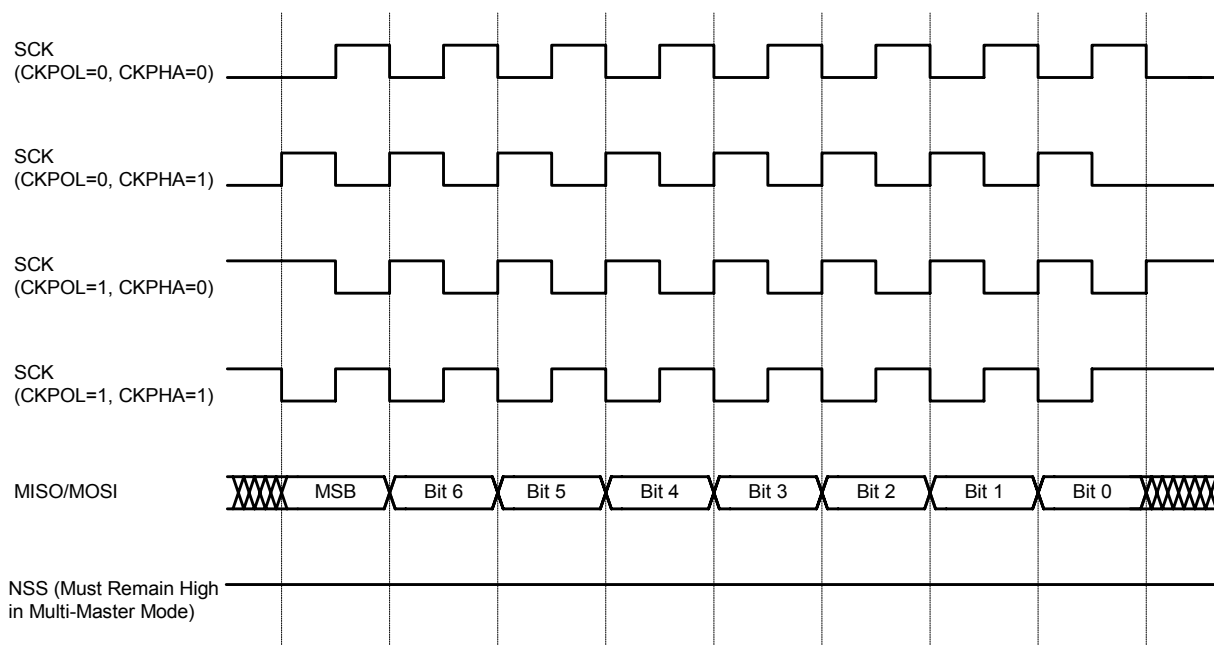 SCK
(CKPOL=0, CKPHA=0)
SCK
(CKPOL=0, CKPHA=1)
SCK
(CKPOL=1, CKPHA=0)
SCK
(CKPOL=1, CKPHA=1)
MISO/MOSI MSB Bit 6 Bit 5 Bit 4 Bit 3 Bit 2 Bit 1 Bit 0
NSS (Must Remain High
in Multi-Master Mode)